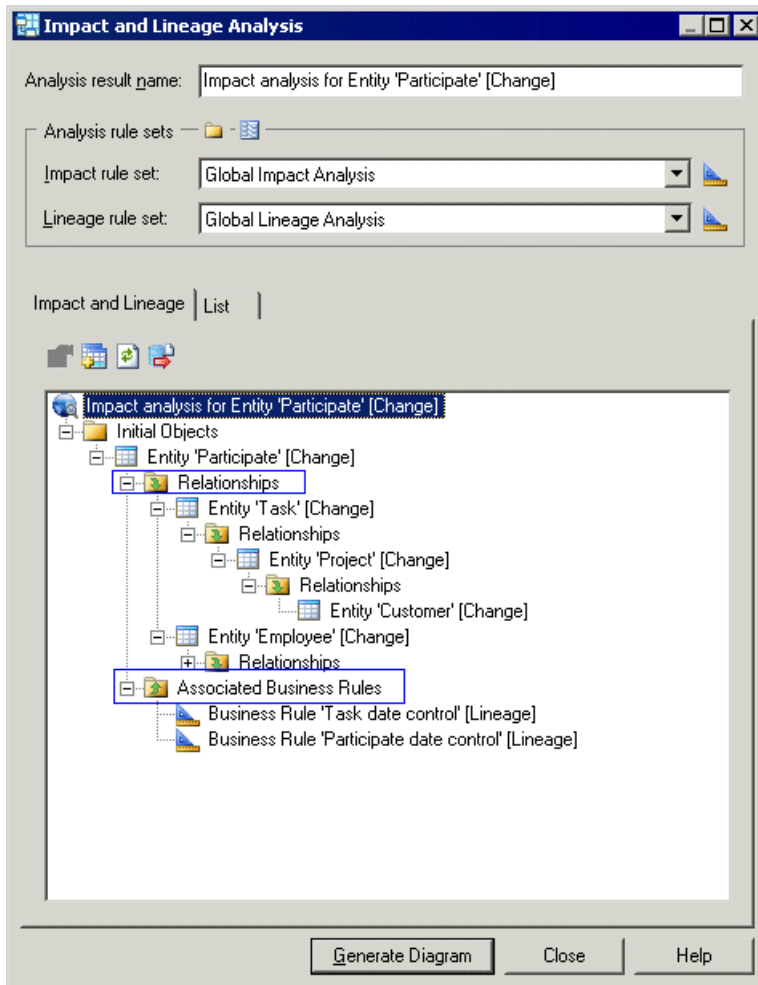 Impact and Lineage Analysis
Analysis result name: Impact analysis for Entity 'Participate' [Change]
Analysis rule sets
Impact rule set: Global Impact Analysis
Lineage rule set: Global Lineage Analysis
Impact and Lineage List
Impact analysis for Entity 'Participate' [Change]
Initial Objects
Entity 'Participate' [Change]
Relationships
Entity 'Task' [Change]
Relationships
Entity 'Project' [Change]
Relationships
Entity 'Customer' [Change]
Entity 'Employee' [Change]
Relationships
Associated Business Rules
Business Rule 'Task date control' [Lineage]
Business Rule 'Participate date control' [Lineage]
Generate Diagram Close Help